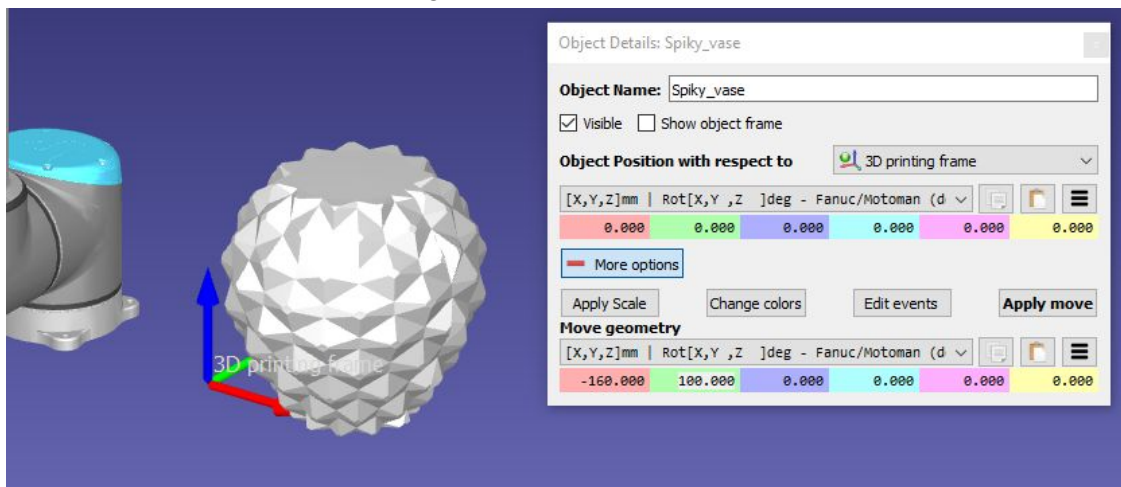 Object Details: Spiky_vase
Object Name: Spiky_vase
Visible Show object frame
Object Position with respect to 3D printing frame
[X,Y,Z]mm | Rot[X,Y ,Z ]deg - Fanuc/Motoman (d
0.000 0.000 0.000 0.000 0.000 0.000
More options
Apply Scale Change colors Edit events Apply move
Move geometry
[X,Y,Z]mm | Rot[X,Y ,Z ]deg - Fanuc/Motoman (d
-160.000 100.000 0.000 0.000 0.000 0.000
3D printing frame